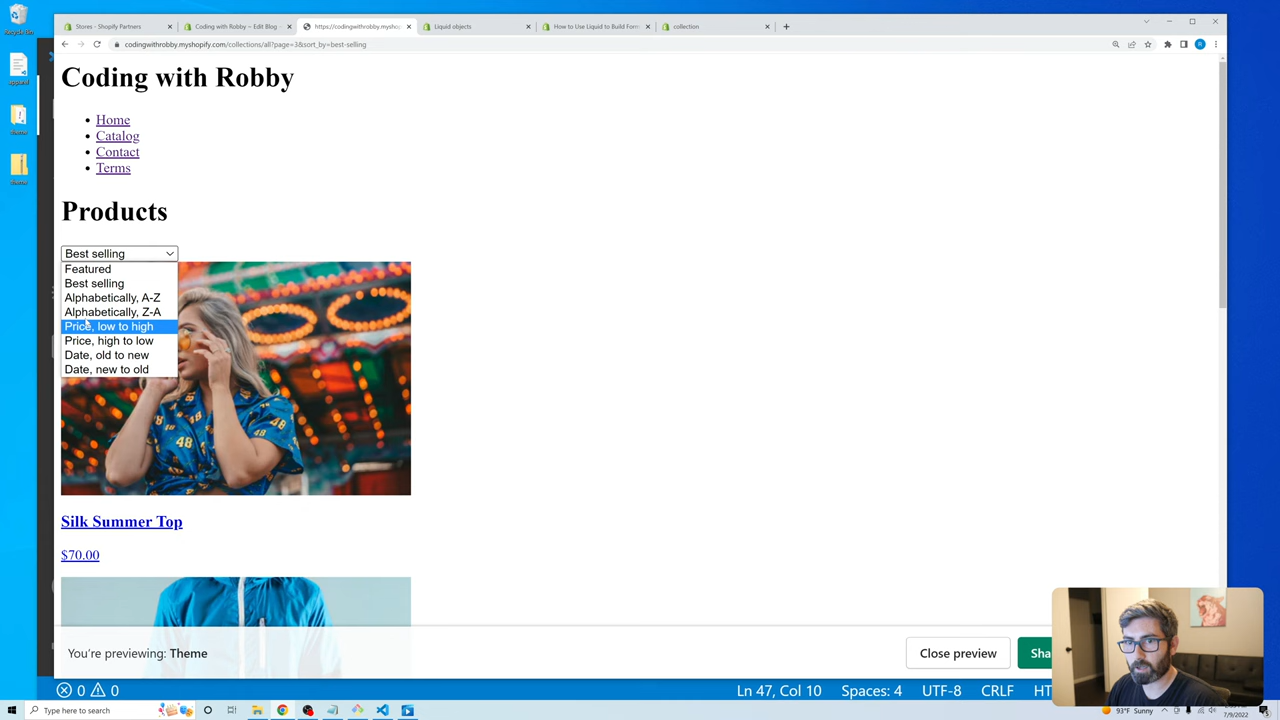 Stores - Shopify Partners
Coding with Robby ~ Edit Blog -
https://codingwithrobby.myshop
Liquid objects
How to Use Liquid to Build Form
collection
codingwithrobby.myshopify.com/collections/all?page=3&sort_by=best-selling
Coding with Robby
Home
Catalog
Contact
Terms
Products
Best selling
Featured
Best selling
Alphabetically, A-Z
Alphabetically, Z-A
Price, low to high
Price, high to low
Date, old to new
Date, new to old
Silk Summer Top
$70.00
You're previewing: Theme
Close preview
Sha
0 0
Ln 47, Col 10
Spaces: 4
UTF-8
CRLF
HT
Type here to search
93°F Sunny
7/9/2022